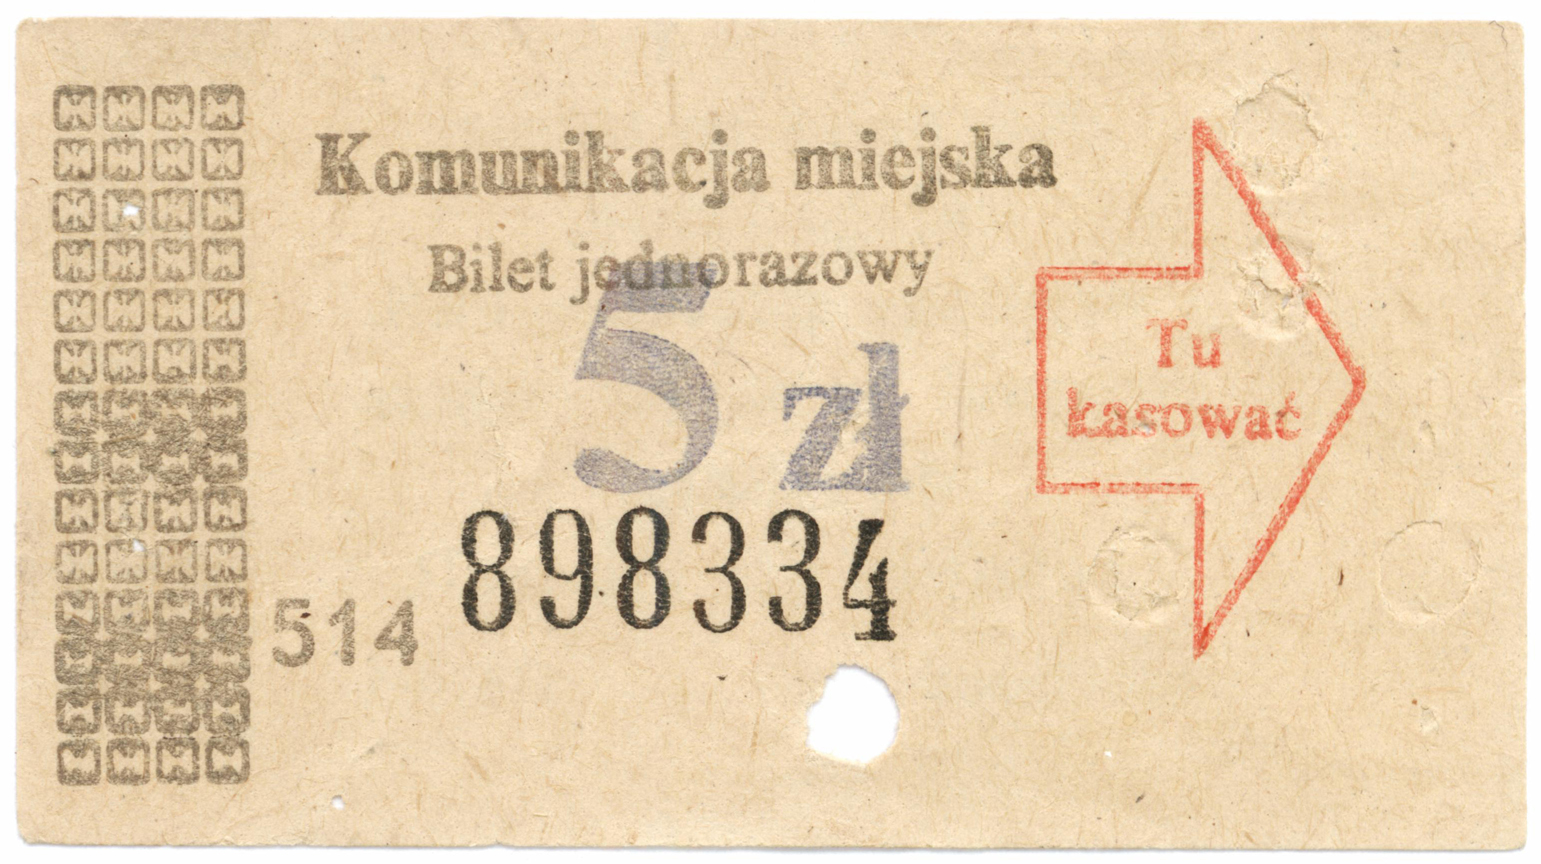 Komunikacja miejska
Bilet jednorazowy
5 zł
898334
514
Tu
kasować